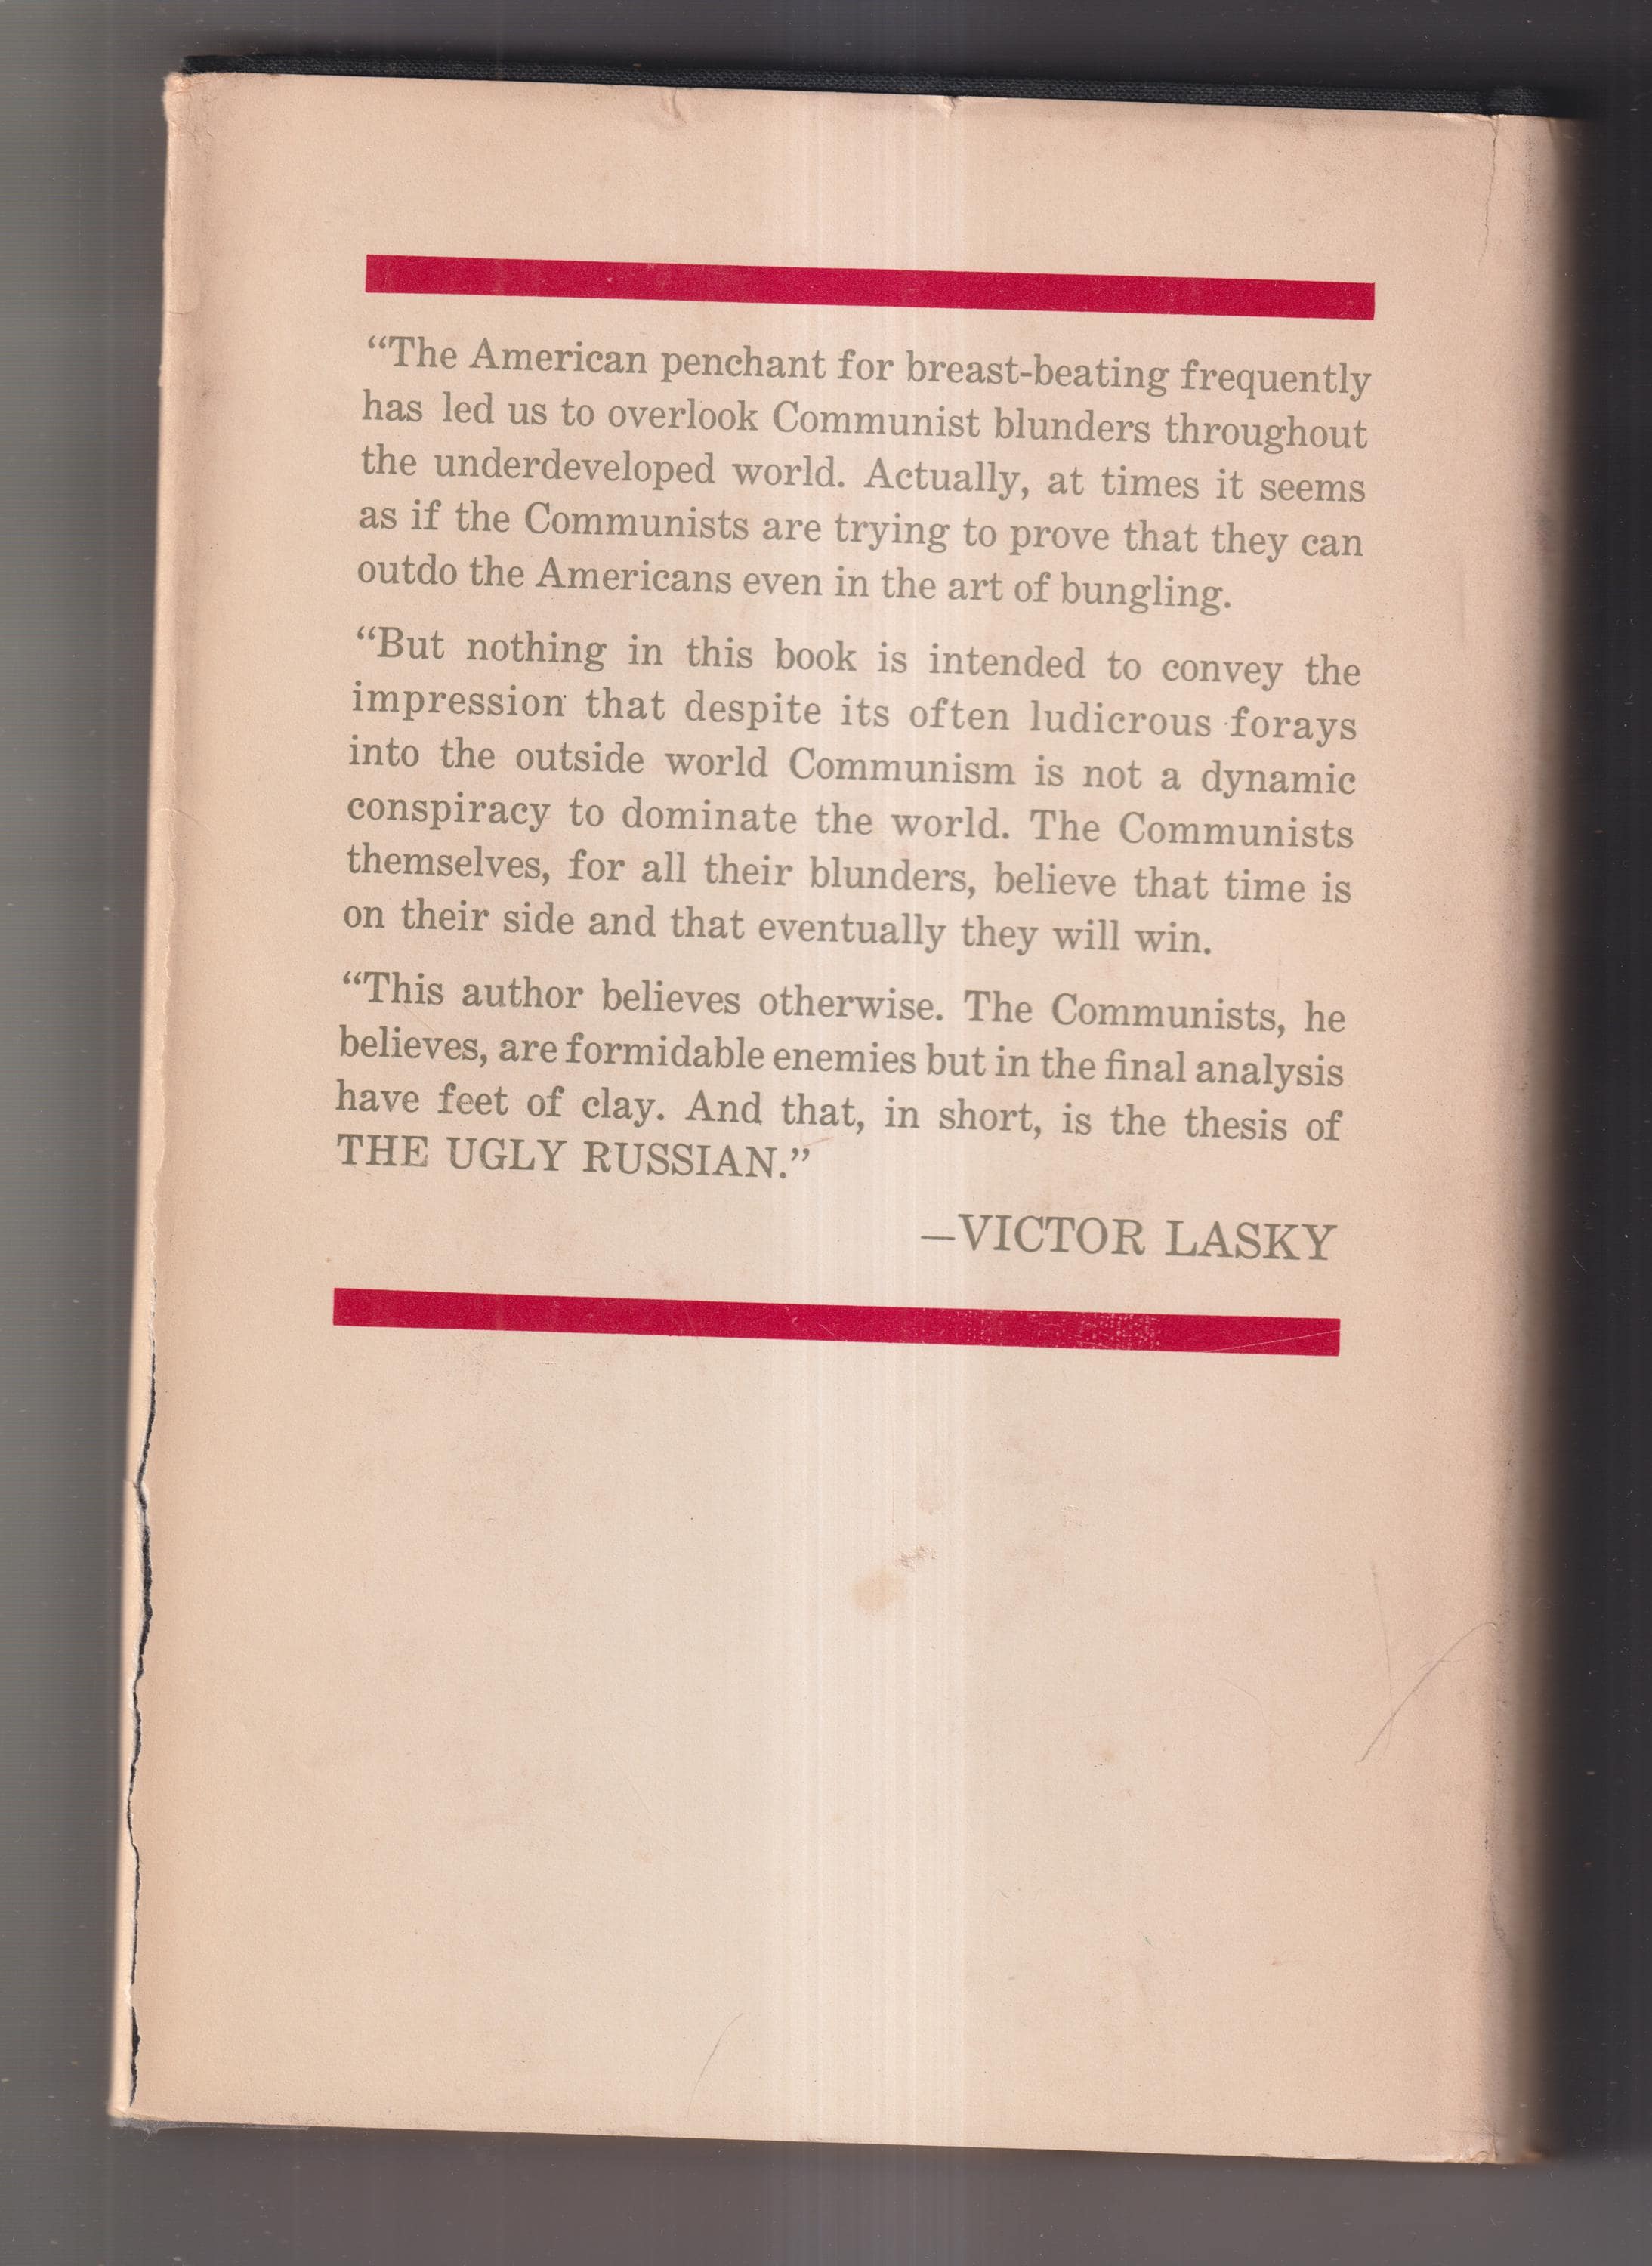 “The American penchant for breast-beating frequently
has led us to overlook Communist blunders throughout
the underdeveloped world. Actually, at times it seems
as if the Communists are trying to prove that they can
outdo the Americans even in the art of bungling.
“But nothing in this book is intended to convey the
impression that despite its often ludicrous forays
into the outside world Communism is not a dynamic
conspiracy to dominate the world. The Communists
themselves, for all their blunders, believe that time is
on their side and that eventually they will win.
“This author believes otherwise. The Communists, he
believes, are formidable enemies but in the final analysis
have feet of clay. And that, in short, is the thesis of
THE UGLY RUSSIAN.”
—VICTOR LASKY